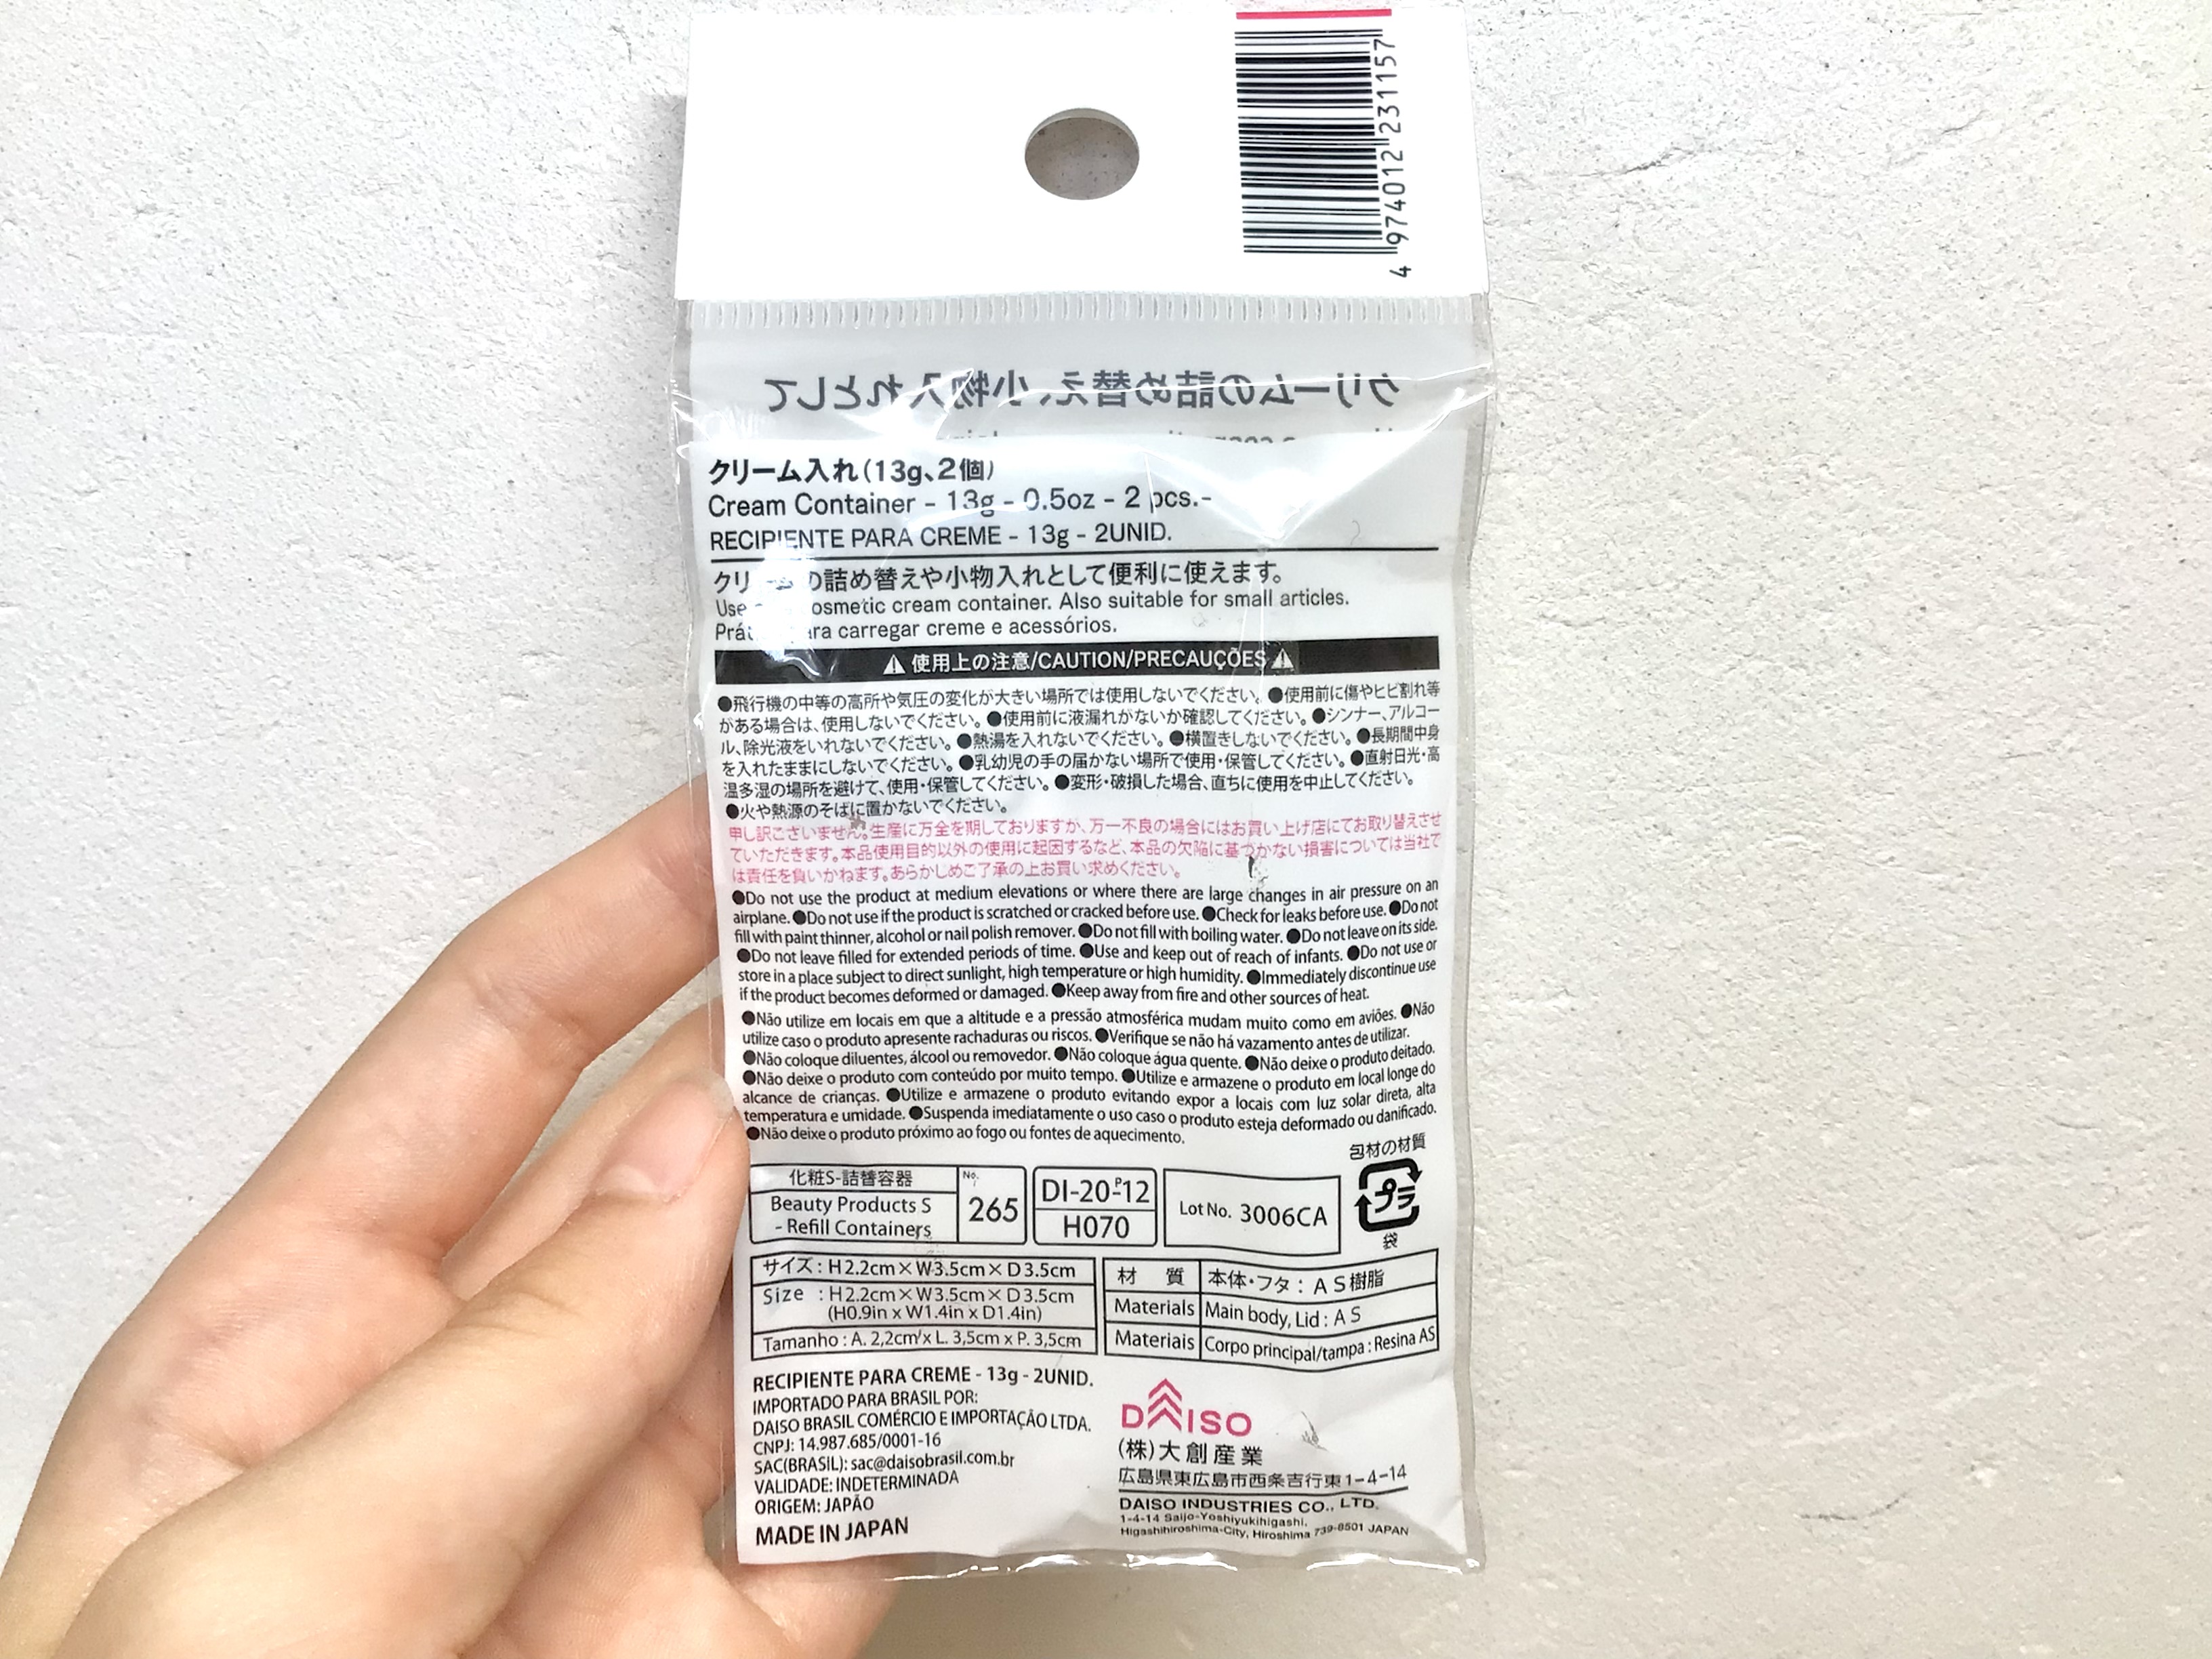 4 974012 231157
クリームの詰め替え、小物入れとして
クリーム入れ(13g、2個)
Cream Container - 13g - 0.5oz - 2 pcs.-
RECIPIENTE PARA CREME - 13g - 2UNID.
クリームの詰め替えや小物入れとして便利に使えます。
Use cosmetic cream container. Also suitable for small articles.
para carregar creme e acessórios.
⚠使用上の注意/CAUTION/PRECAUÇÕES⚠
●飛行機の中等の高所や気圧の変化が大きい場所では使用しないでください。●使用前に傷やヒビ割れ等
がある場合は、使用しないでください。●使用前に液漏れがないか確認してください。●シンナー、アルコー
ル、除光液をいれないでください。●熱湯を入れないでください。●横置きしないでください。●長期間中身
を入れたままにしないでください。●乳幼児の手の届かない場所で使用・保管してください。●直射日光・高
温多湿の場所を避けて、使用・保管してください。●変形・破損した場合、直ちに使用を中止してください。
●火や熱源のそばに置かないでください。
申し訳ございません。生産に万全を期しておりますが、万一不良の場合にはお買い上げ店にてお取り替えさせ
ていただきます。本品使用目的以外の使用に起因するなど、本品の欠陥に基づかない損害については当社で
は責任を負いかねます。あらかじめご了承の上お買い求めください。
●Do not use the product at medium elevations or where there are large changes in air pressure on an
airplane. ●Do not use if the product is scratched or cracked before use. ●Check for leaks before use. ●Do not
fill with paint thinner, alcohol or nail polish remover. ●Do not fill with boiling water. ●Do not leave on its side.
●Do not leave filled for extended periods of time. ●Use and keep out of reach of infants. ●Do not use or
store in a place subject to direct sunlight, high temperature or high humidity. ●Immediately discontinue use
if the product becomes deformed or damaged. ●Keep away from fire and other sources of heat.
●Não utilize em locais em que a altitude e a pressão atmosférica mudam muito como em aviões. ●Não
utilize caso o produto apresente rachaduras ou riscos. ●Verifique se não há vazamento antes de utilizar.
●Não coloque diluentes, álcool ou removedor. ●Não coloque água quente. ●Não deixe o produto deitado.
●Não deixe o produto com conteúdo por muito tempo. ●Utilize e armazene o produto em local longe do
alcance de crianças. ●Utilize e armazene o produto evitando expor a locais com luz solar direta, alta
temperatura e umidade. ●Suspenda imediatamente o uso caso o produto esteja deformado ou danificado.
●Não deixe o produto próximo ao fogo ou fontes de aquecimento.
包材の材質
プラ
袋
化粧S-詰替容器
Beauty Products S
- Refill Containers
No.
265
DI-20-P12
H070
Lot No. 3006CA
サイズ : H2.2cm×W3.5cm×D3.5cm
Size : H2.2cm×W3.5cm×D3.5cm
(H0.9in x W1.4in x D1.4in)
Tamanho : A. 2,2cm x L. 3,5cm x P. 3,5cm
材 質 本体・フタ : AS樹脂
Materials Main body, Lid : AS
Materiais Corpo principal/tampa : Resina AS
RECIPIENTE PARA CREME - 13g - 2UNID.
IMPORTADO PARA BRASIL POR:
DAISO BRASIL COMÉRCIO E IMPORTAÇÃO LTDA.
CNPJ: 14.987.685/0001-16
SAC(BRASIL): sac@daisobrasil.com.br
VALIDADE: INDETERMINADA
ORIGEM: JAPÃO
MADE IN JAPAN
DAISO
(株)大創産業
広島県東広島市西条吉行東1-4-14
DAISO INDUSTRIES CO., LTD.
1-4-14 Saijo-Yoshiyukihigashi,
Higashihiroshima-City, Hiroshima 739-8501 JAPAN